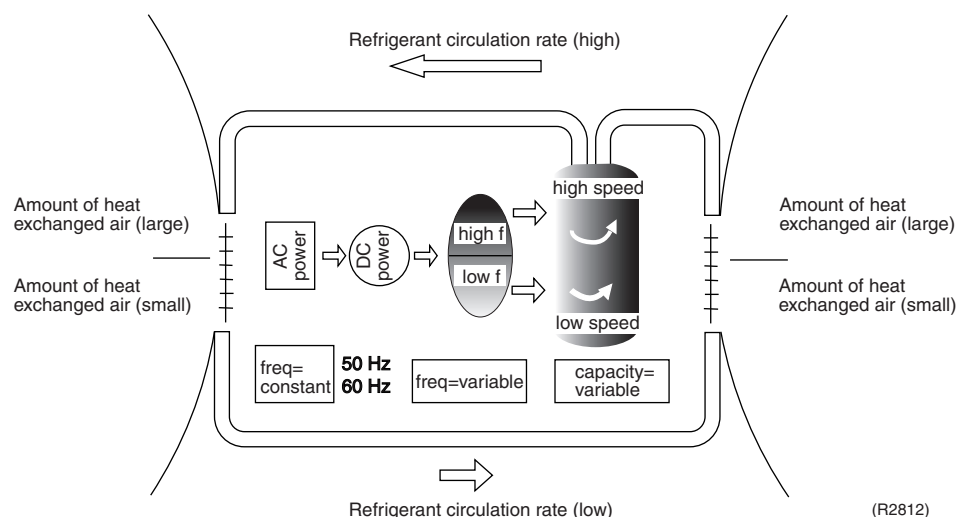 Refrigerant circulation rate (high)
high speed
Amount of heat
exchanged air (large)
Amount of heat
exchanged air (small)
AC
power
DC
power
high f
low f
low speed
Amount of heat
exchanged air (large)
Amount of heat
exchanged air (small)
freq=
constant
50 Hz
60 Hz
freq=variable
capacity=
variable
Refrigerant circulation rate (low)
(R2812)